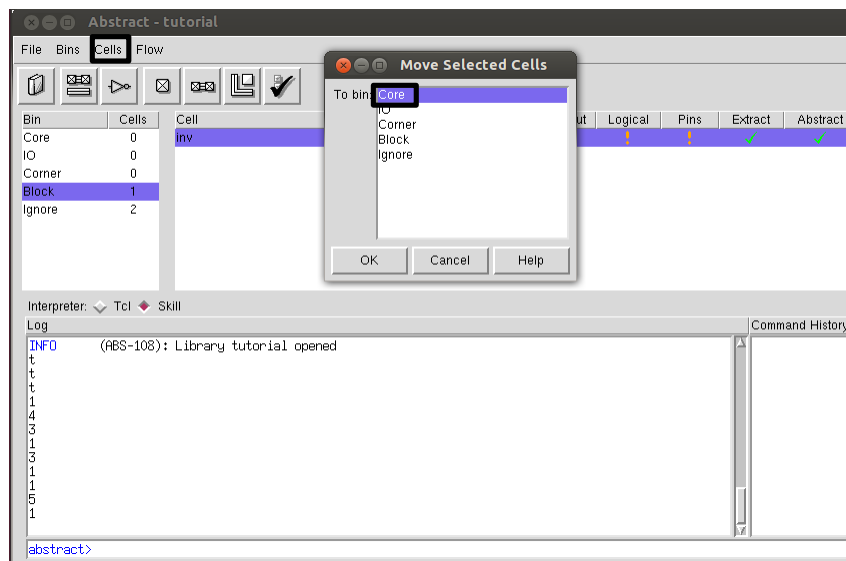 Abstract - tutorial
File Bins Cells Flow
Move Selected Cells
To bin: Core
IO
Corner
Block
Ignore
OK Cancel Help
Bin Cells Cell ut Logical Pins Extract Abstract
Core 0 inv ! !
IO 0
Corner 0
Block 1
Ignore 2
Interpreter: Tcl Skill
Log Command History
INFO (ABS-108): Library tutorial opened
t
t
t
1
4
3
1
3
1
1
5
1
abstract>